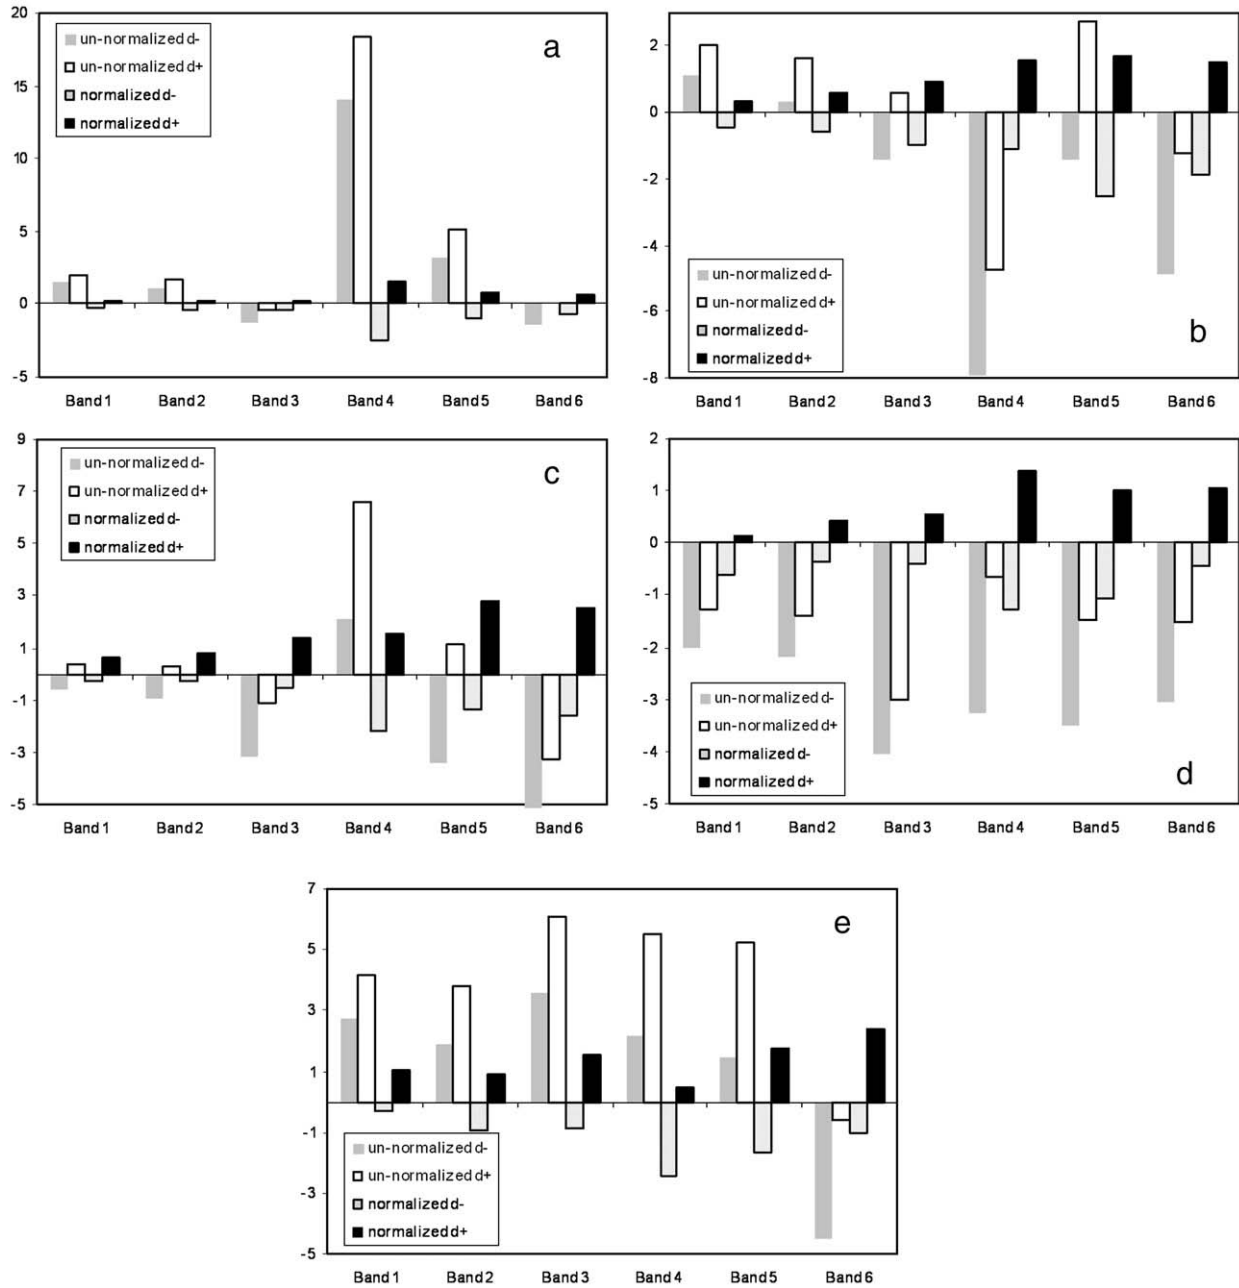 20
15
10
5
0
-5
un-normalized d-
un-normalized d+
normalized d-
normalized d+
a
Band 1 Band 2 Band 3 Band 4 Band 5 Band 6
2
0
-2
-4
-6
-8
un-normalized d-
un-normalized d+
normalized d-
normalized d+
b
Band 1 Band 2 Band 3 Band 4 Band 5 Band 6
9
7
5
3
1
-1
-3
-5
un-normalized d-
un-normalized d+
normalized d-
normalized d+
c
Band 1 Band 2 Band 3 Band 4 Band 5 Band 6
2
1
0
-1
-2
-3
-4
-5
un-normalized d-
un-normalized d+
normalized d-
normalized d+
d
Band 1 Band 2 Band 3 Band 4 Band 5 Band 6
7
5
3
1
-1
-3
-5
e
un-normalized d-
un-normalized d+
normalized d-
normalized d+
Band 1 Band 2 Band 3 Band 4 Band 5 Band 6